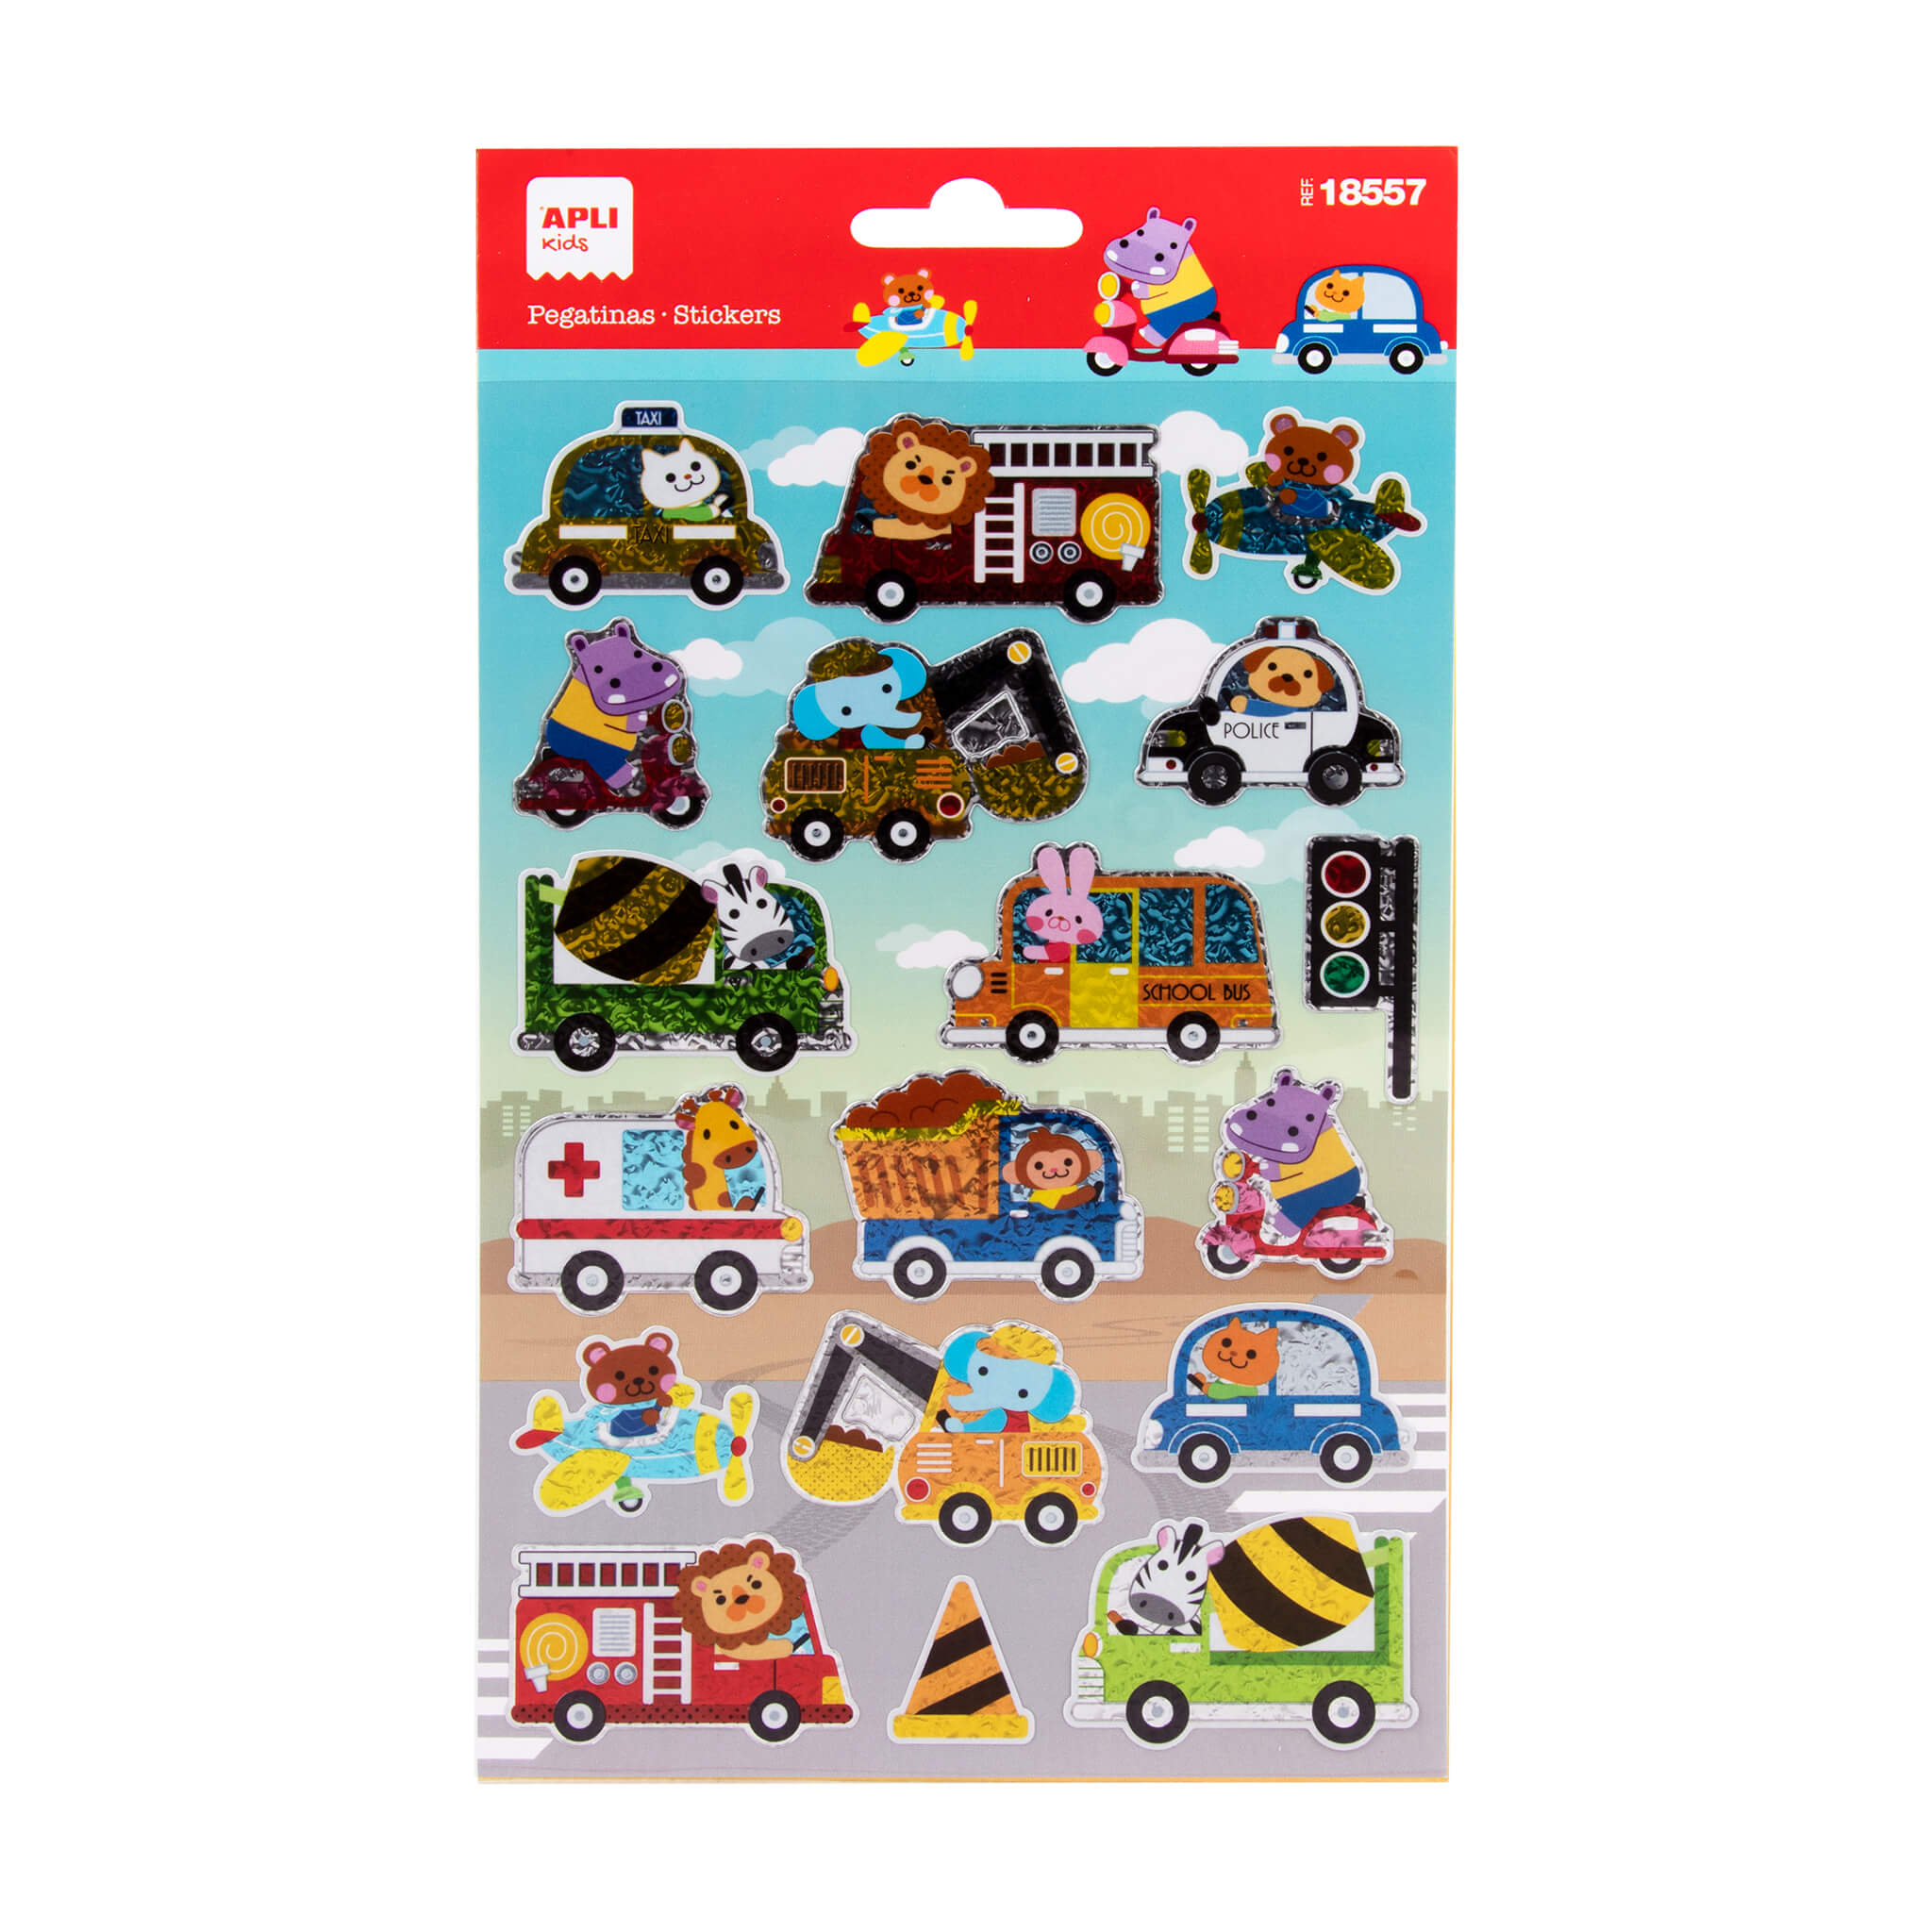 APLI
kids
Pegatinas · Stickers
REF. 18557
TAXI
TAXI
POLICE
SCHOOL BUS